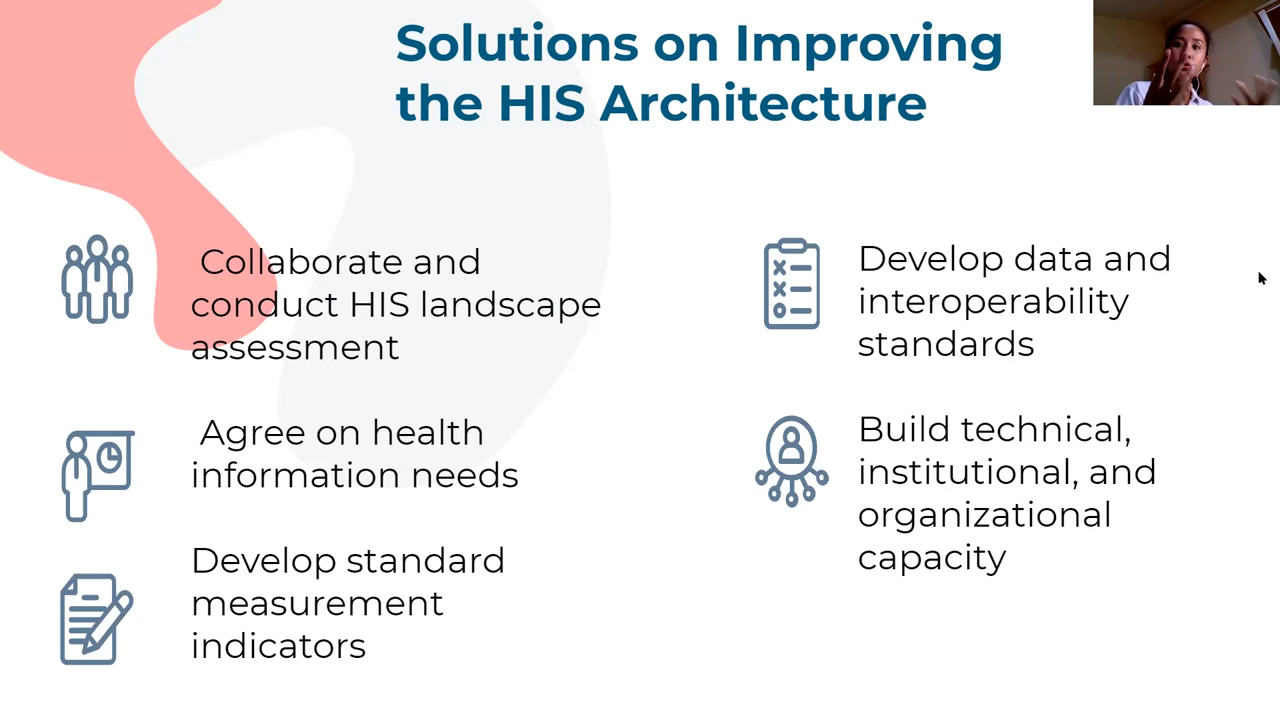 Solutions on Improving
the HIS Architecture
Collaborate and
conduct HIS landscape
assessment
Agree on health
information needs
Develop standard
measurement
indicators
Develop data and
interoperability
standards
Build technical,
institutional, and
organizational
capacity